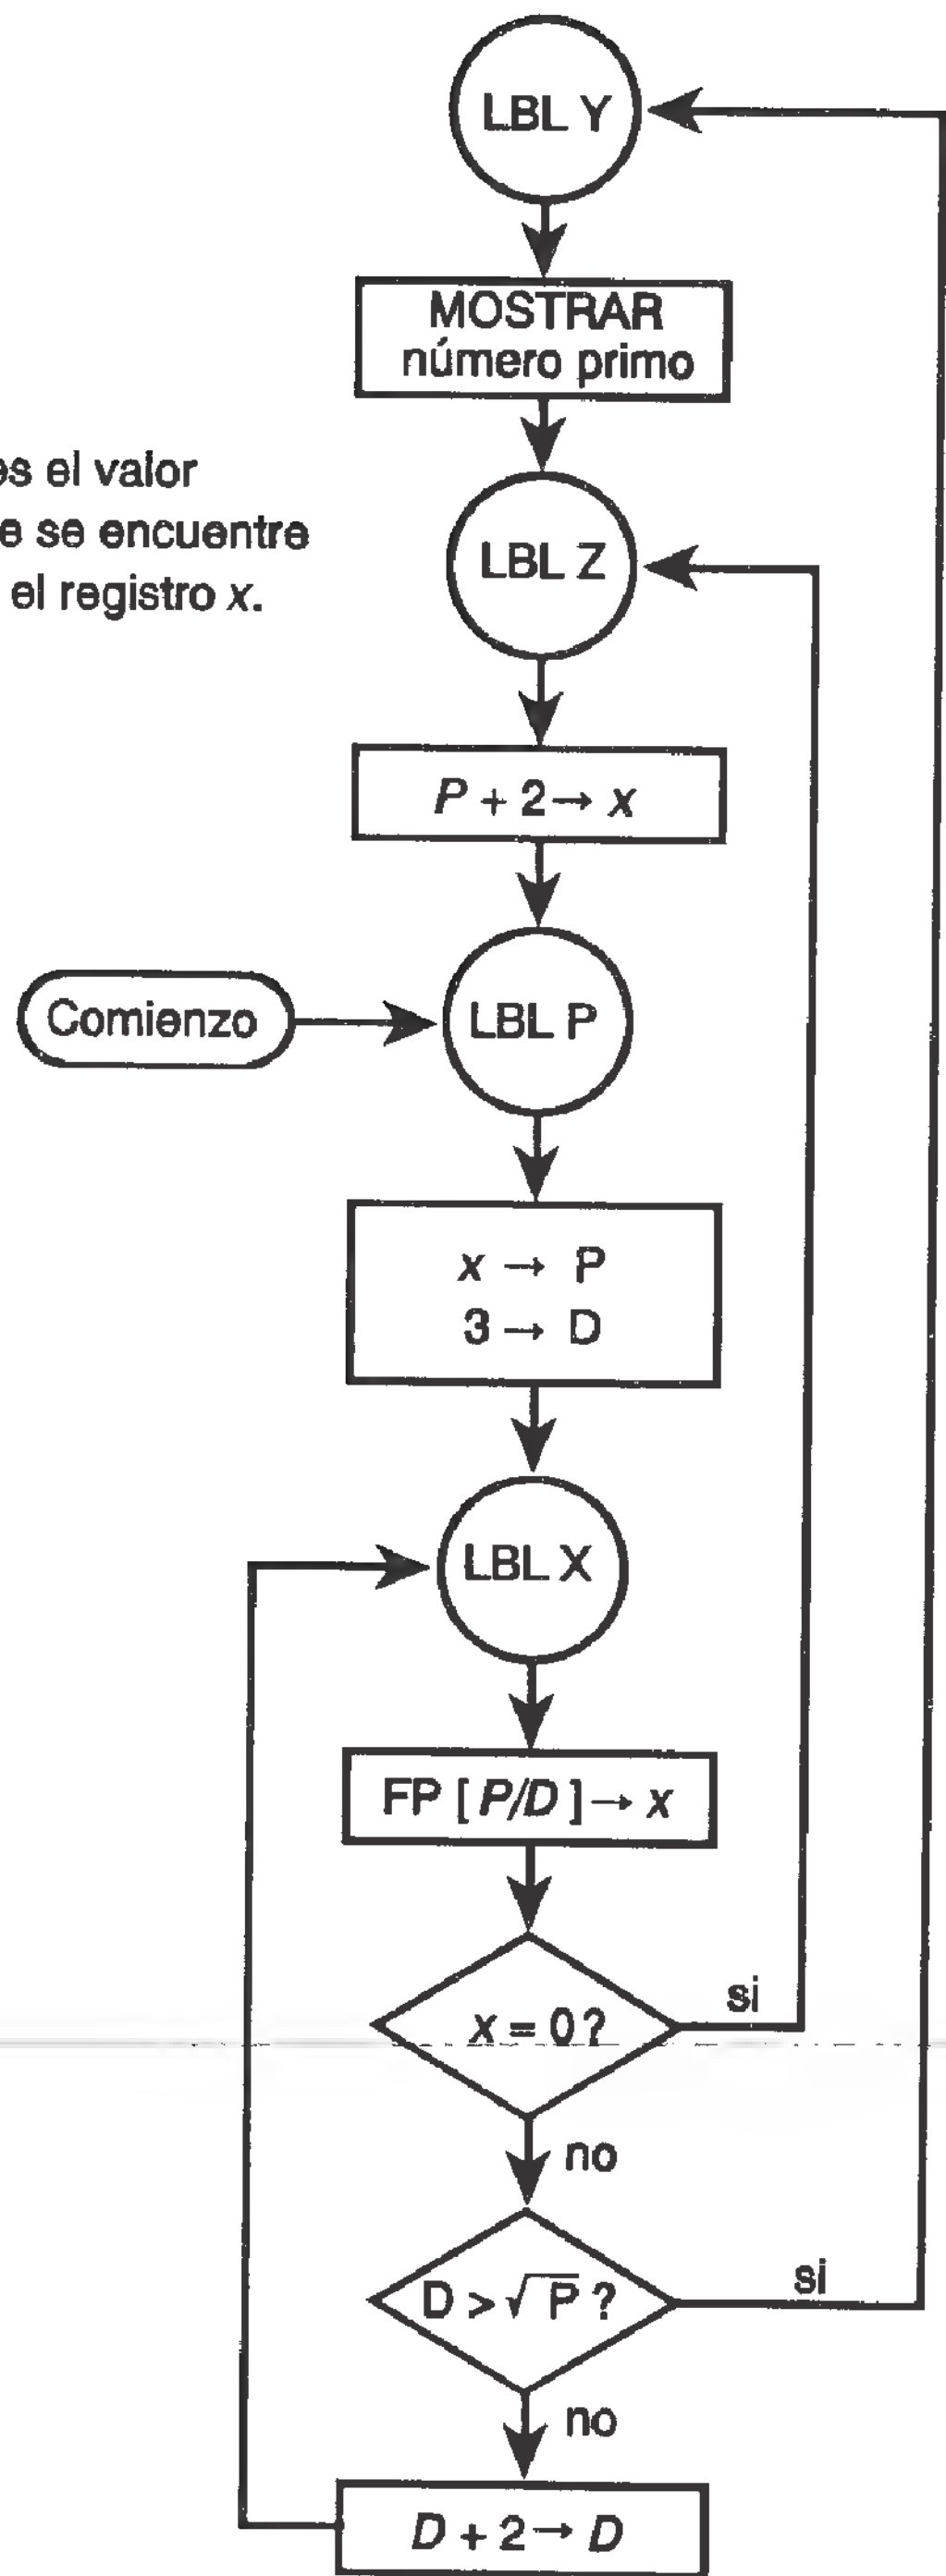 LBL Y
MOSTRAR
número primo
es el valor
se encuentre
el registro x.
LBL Z
P + 2 → x
Comienzo
LBL P
x → P
3 → D
LBL X
FP [ P/D ] → x
x = 0 ?
si
no
D > √P ?
si
no
D + 2 → D